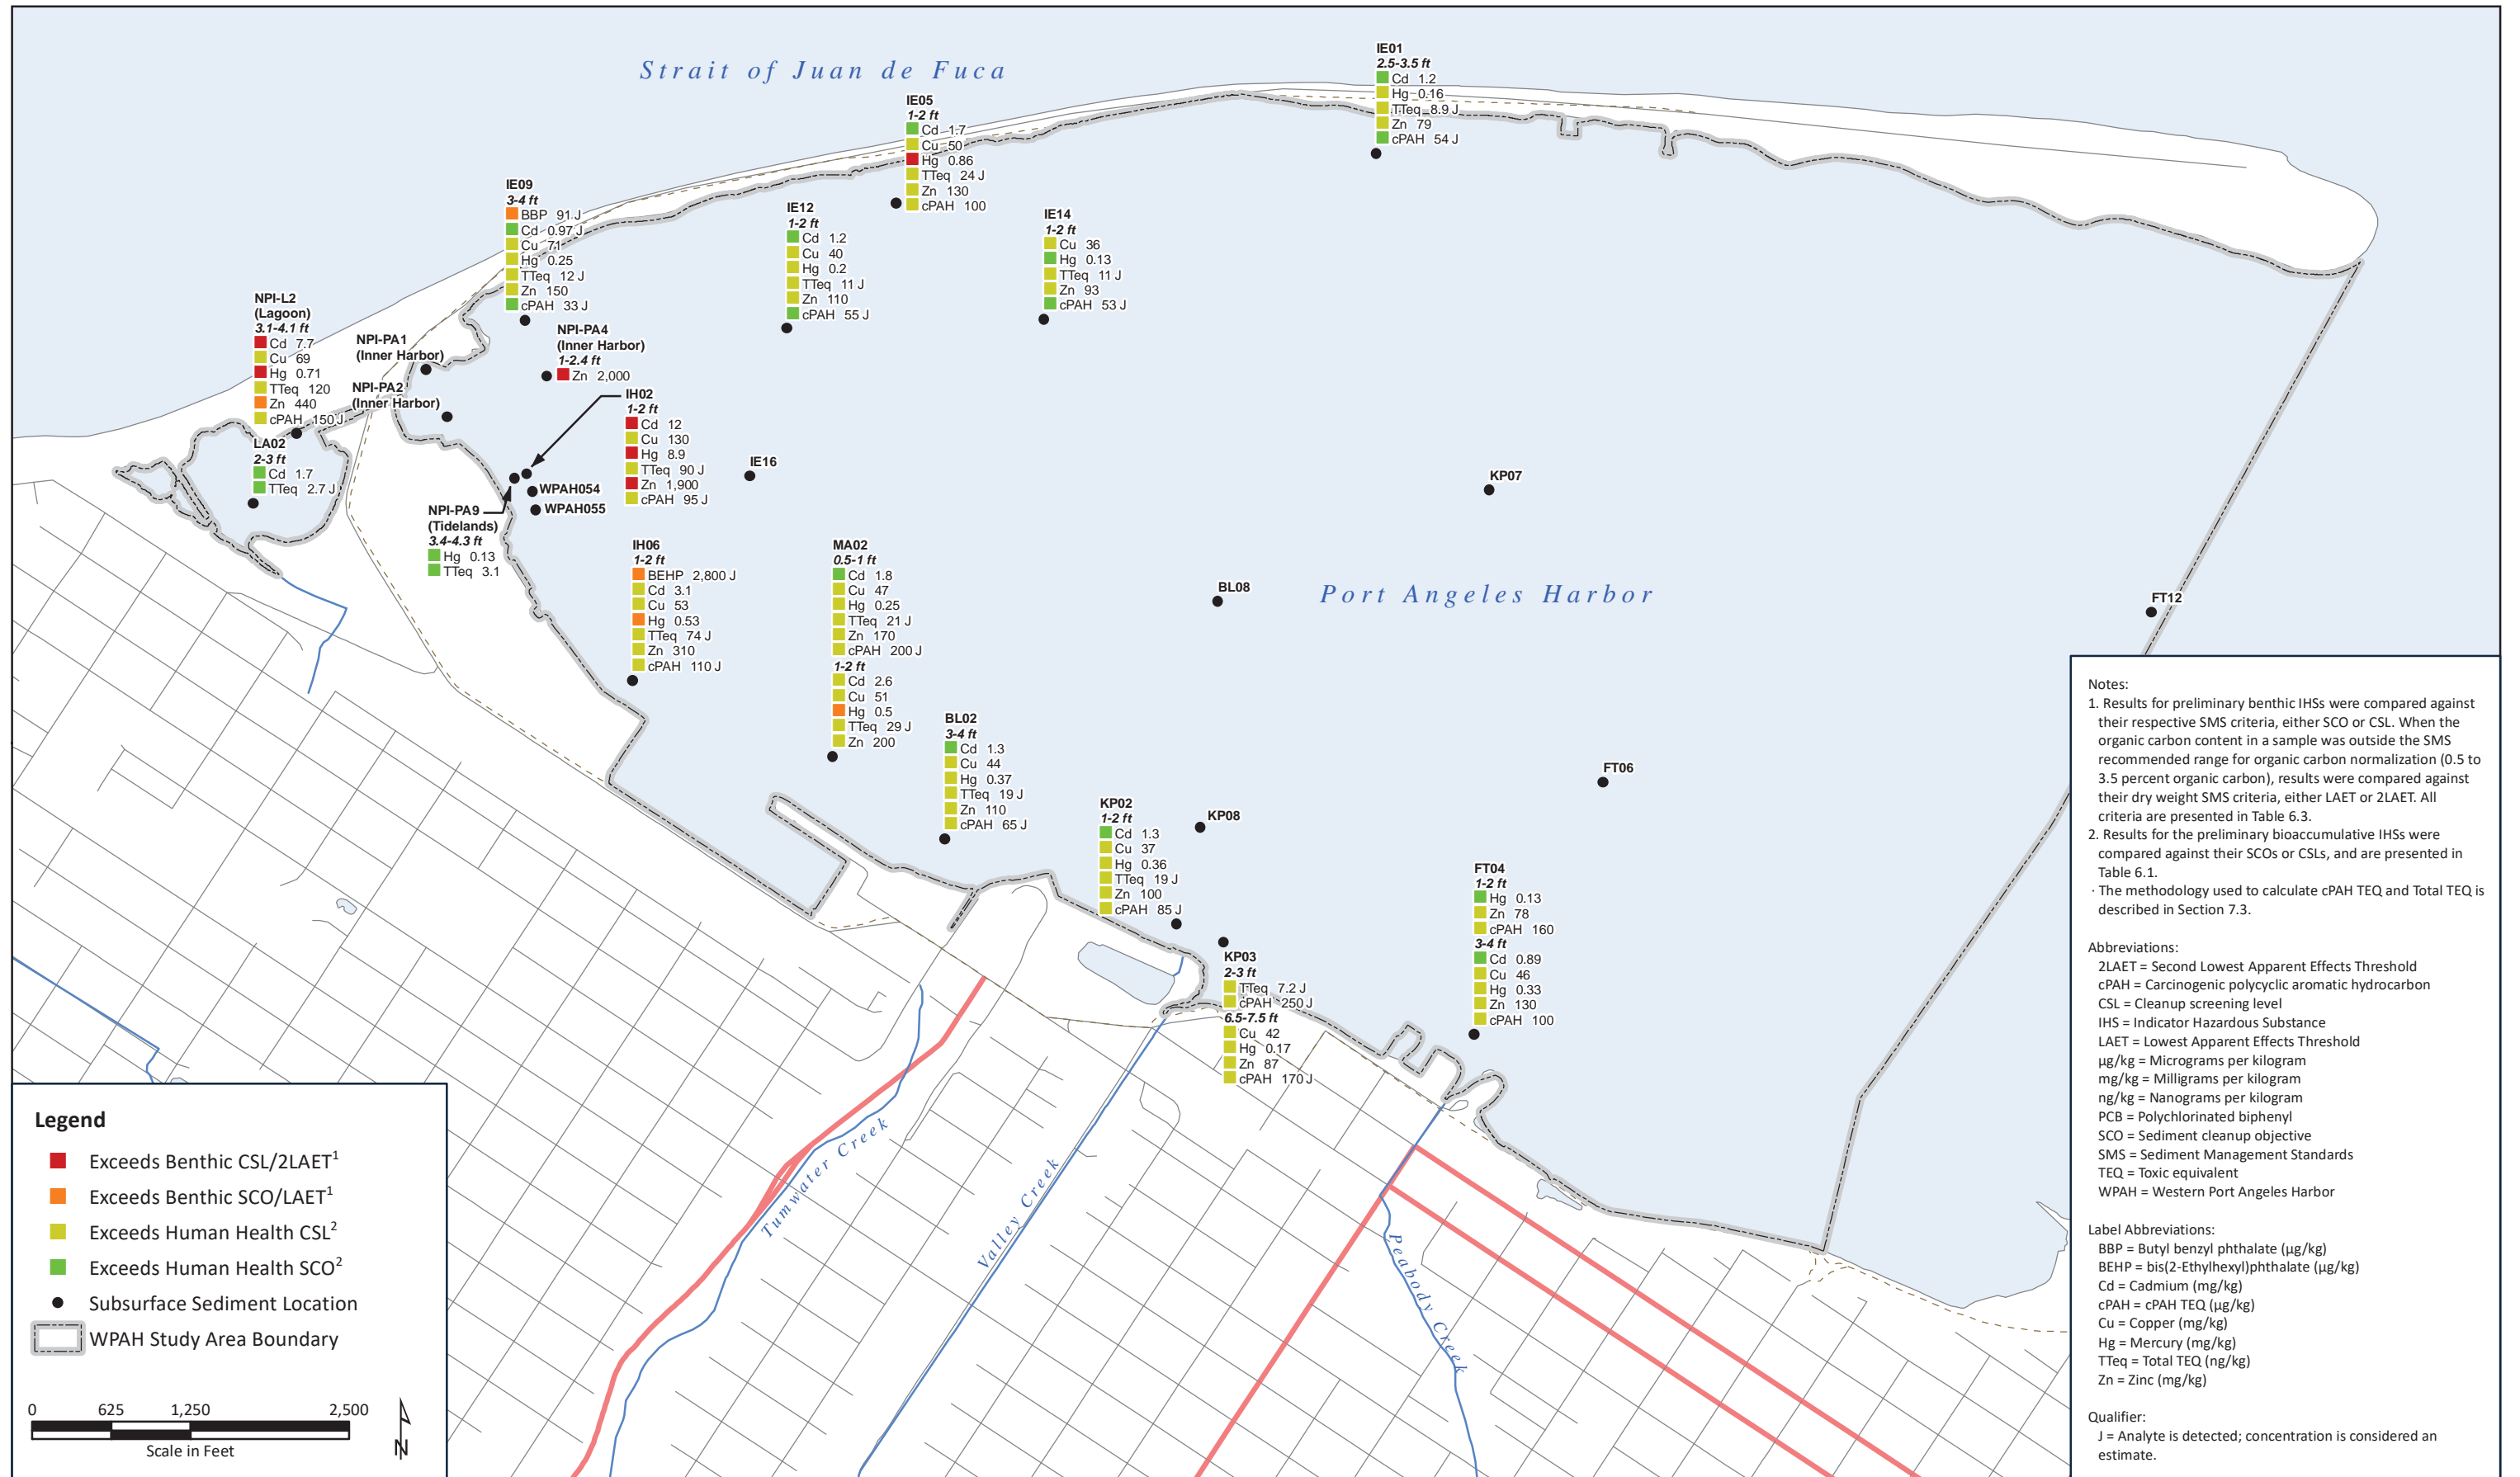 Strait of Juan de Fuca
IE01
2.5-3.5 ft
Cd 1.2
Hg 0.16
TTeq 8.9 J
Zn 79
cPAH 54 J
IE05
1-2 ft
Cd 1.7
Cu 50
Hg 0.86
TTeq 24 J
Zn 130
cPAH 100
IE09
3-4 ft
BBP 91 J
Cd 0.97 J
Cu 71
Hg 0.25
TTeq 12 J
Zn 150
cPAH 33 J
IE12
1-2 ft
Cd 1.2
Cu 40
Hg 0.2
TTeq 11 J
Zn 110
cPAH 55 J
IE14
1-2 ft
Cu 36
Hg 0.13
TTeq 11 J
Zn 93
cPAH 53 J
NPI-L2
(Lagoon)
3.1-4.1 ft
Cd 7.7
Cu 69
Hg 0.71
TTeq 120
Zn 440
cPAH 150 J
NPI-PA1
(Inner Harbor)
NPI-PA2
(Inner Harbor)
NPI-PA4
(Inner Harbor)
1-2.4 ft
Zn 2,000
IH02
1-2 ft
Cd 12
Cu 130
Hg 8.9
TTeq 90 J
Zn 1,900
cPAH 95 J
LA02
2-3 ft
Cd 1.7
TTeq 2.7 J
IE16
WPAH054
WPAH055
NPI-PA9
(Tidelands)
3.4-4.3 ft
Hg 0.13
TTeq 3.1
KP07
IH06
1-2 ft
BEHP 2,800 J
Cd 3.1
Cu 53
Hg 0.53
TTeq 74 J
Zn 310
cPAH 110 J
MA02
0.5-1 ft
Cd 1.8
Cu 47
Hg 0.25
TTeq 21 J
Zn 170
cPAH 200 J
1-2 ft
Cd 2.6
Cu 51
Hg 0.5
TTeq 29 J
Zn 200
BL08
Port Angeles Harbor
FT12
BL02
3-4 ft
Cd 1.3
Cu 44
Hg 0.37
TTeq 19 J
Zn 110
cPAH 65 J
FT06
KP02
1-2 ft
Cd 1.3
Cu 37
Hg 0.36
TTeq 19 J
Zn 100
cPAH 85 J
KP08
KP03
2-3 ft
TTeq 7.2 J
cPAH 250 J
6.5-7.5 ft
Cu 42
Hg 0.17
Zn 87
cPAH 170 J
FT04
1-2 ft
Hg 0.13
Zn 78
cPAH 160
3-4 ft
Cd 0.89
Cu 46
Hg 0.33
Zn 130
cPAH 100
Tumwater Creek
Valley Creek
Peabody Creek
Legend
Exceeds Benthic CSL/2LAET1
Exceeds Benthic SCO/LAET1
Exceeds Human Health CSL2
Exceeds Human Health SCO2
Subsurface Sediment Location
WPAH Study Area Boundary
0 625 1,250 2,500
Scale in Feet
N
Notes:
1. Results for preliminary benthic IHSs were compared against
their respective SMS criteria, either SCO or CSL. When the
organic carbon content in a sample was outside the SMS
recommended range for organic carbon normalization (0.5 to
3.5 percent organic carbon), results were compared against
their dry weight SMS criteria, either LAET or 2LAET. All
criteria are presented in Table 6.3.
2. Results for the preliminary bioaccumulative IHSs were
compared against their SCOs or CSLs, and are presented in
Table 6.1.
· The methodology used to calculate cPAH TEQ and Total TEQ is
described in Section 7.3.
Abbreviations:
2LAET = Second Lowest Apparent Effects Threshold
cPAH = Carcinogenic polycyclic aromatic hydrocarbon
CSL = Cleanup screening level
IHS = Indicator Hazardous Substance
LAET = Lowest Apparent Effects Threshold
µg/kg = Micrograms per kilogram
mg/kg = Milligrams per kilogram
ng/kg = Nanograms per kilogram
PCB = Polychlorinated biphenyl
SCO = Sediment cleanup objective
SMS = Sediment Management Standards
TEQ = Toxic equivalent
WPAH = Western Port Angeles Harbor
Label Abbreviations:
BBP = Butyl benzyl phthalate (µg/kg)
BEHP = bis(2-Ethylhexyl)phthalate (µg/kg)
Cd = Cadmium (mg/kg)
cPAH = cPAH TEQ (µg/kg)
Cu = Copper (mg/kg)
Hg = Mercury (mg/kg)
TTeq = Total TEQ (ng/kg)
Zn = Zinc (mg/kg)
Qualifier:
J = Analyte is detected; concentration is considered an
estimate.